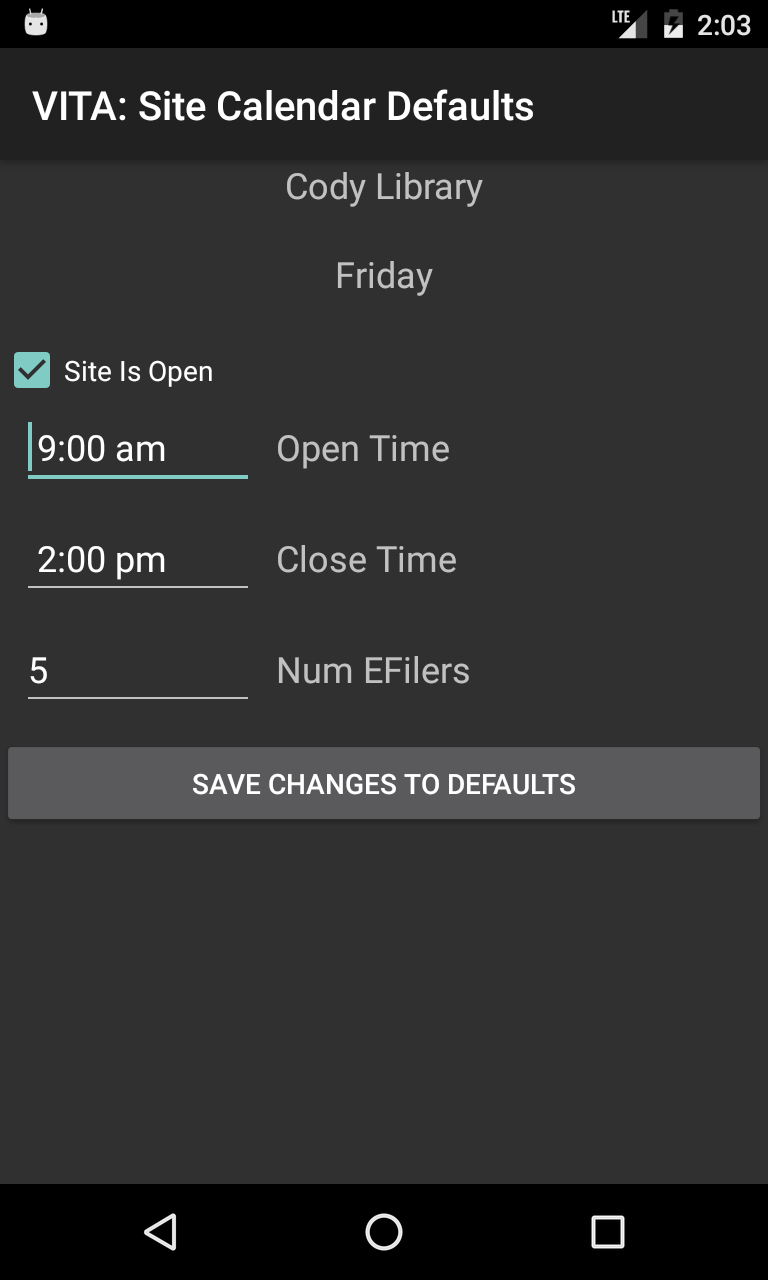 LTE 2:03
VITA: Site Calendar Defaults
Cody Library
Friday
Site Is Open
9:00 am Open Time
2:00 pm Close Time
5 Num EFilers
SAVE CHANGES TO DEFAULTS